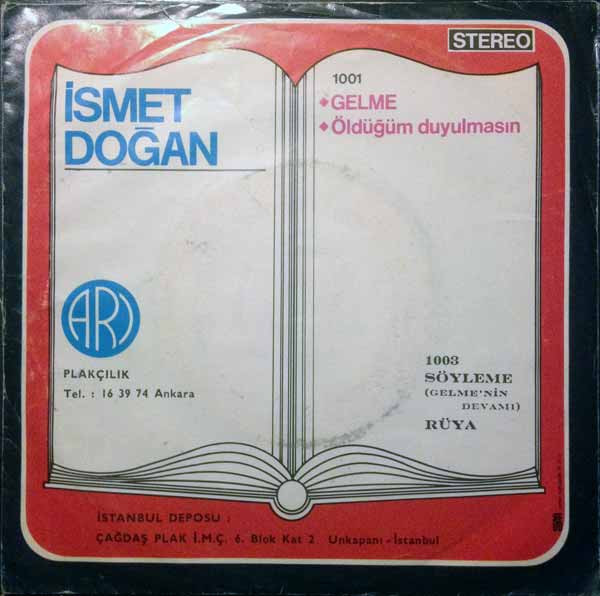 STEREO
İSMET
DOĞAN
1001
GELME
Öldüğüm duyulmasın
ARI
PLAKÇILIK
Tel. : 16 39 74 Ankara
1003
SÖYLEME
(GELME'NİN
DEVAMI)
RÜYA
İSTANBUL DEPOSU :
ÇAĞDAŞ PLAK İ.M.Ç. 6. Blok Kat 2 Unkapanı - İstanbul